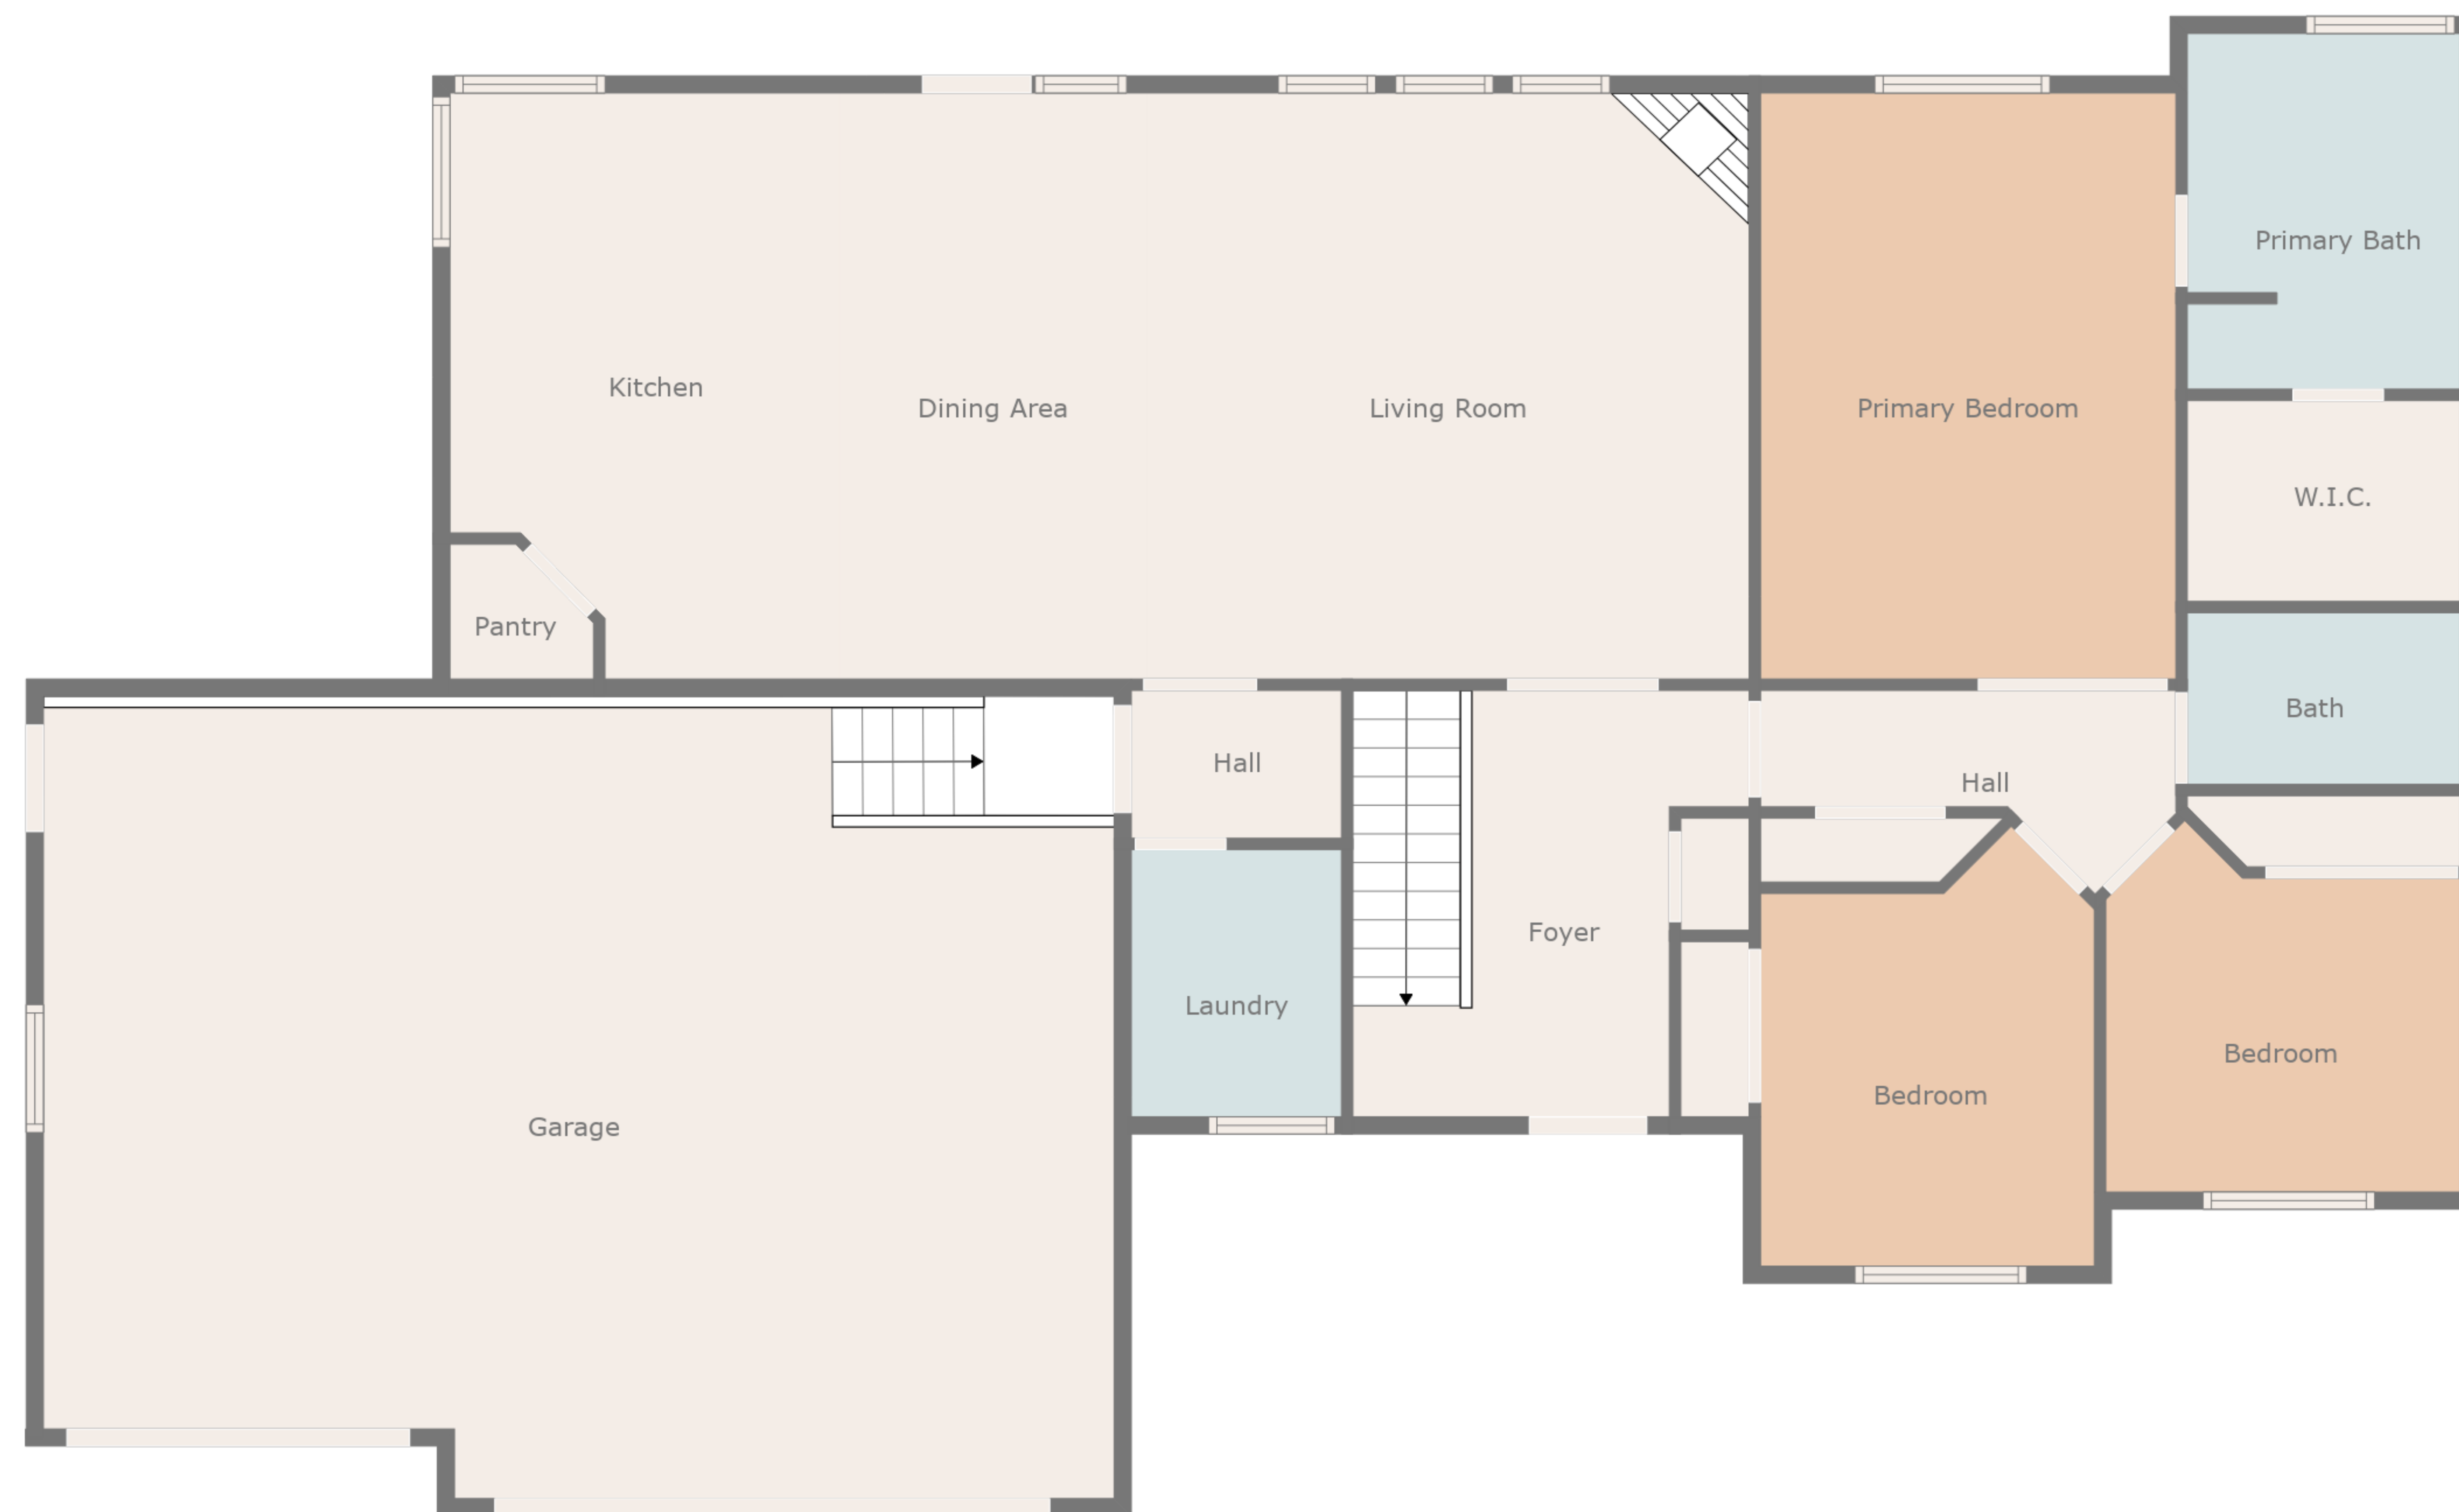 Primary Bath
Kitchen
Dining Area
Living Room
Primary Bedroom
W.I.C.
Pantry
Bath
Hall
Hall
Foyer
Laundry
Bedroom
Bedroom
Garage